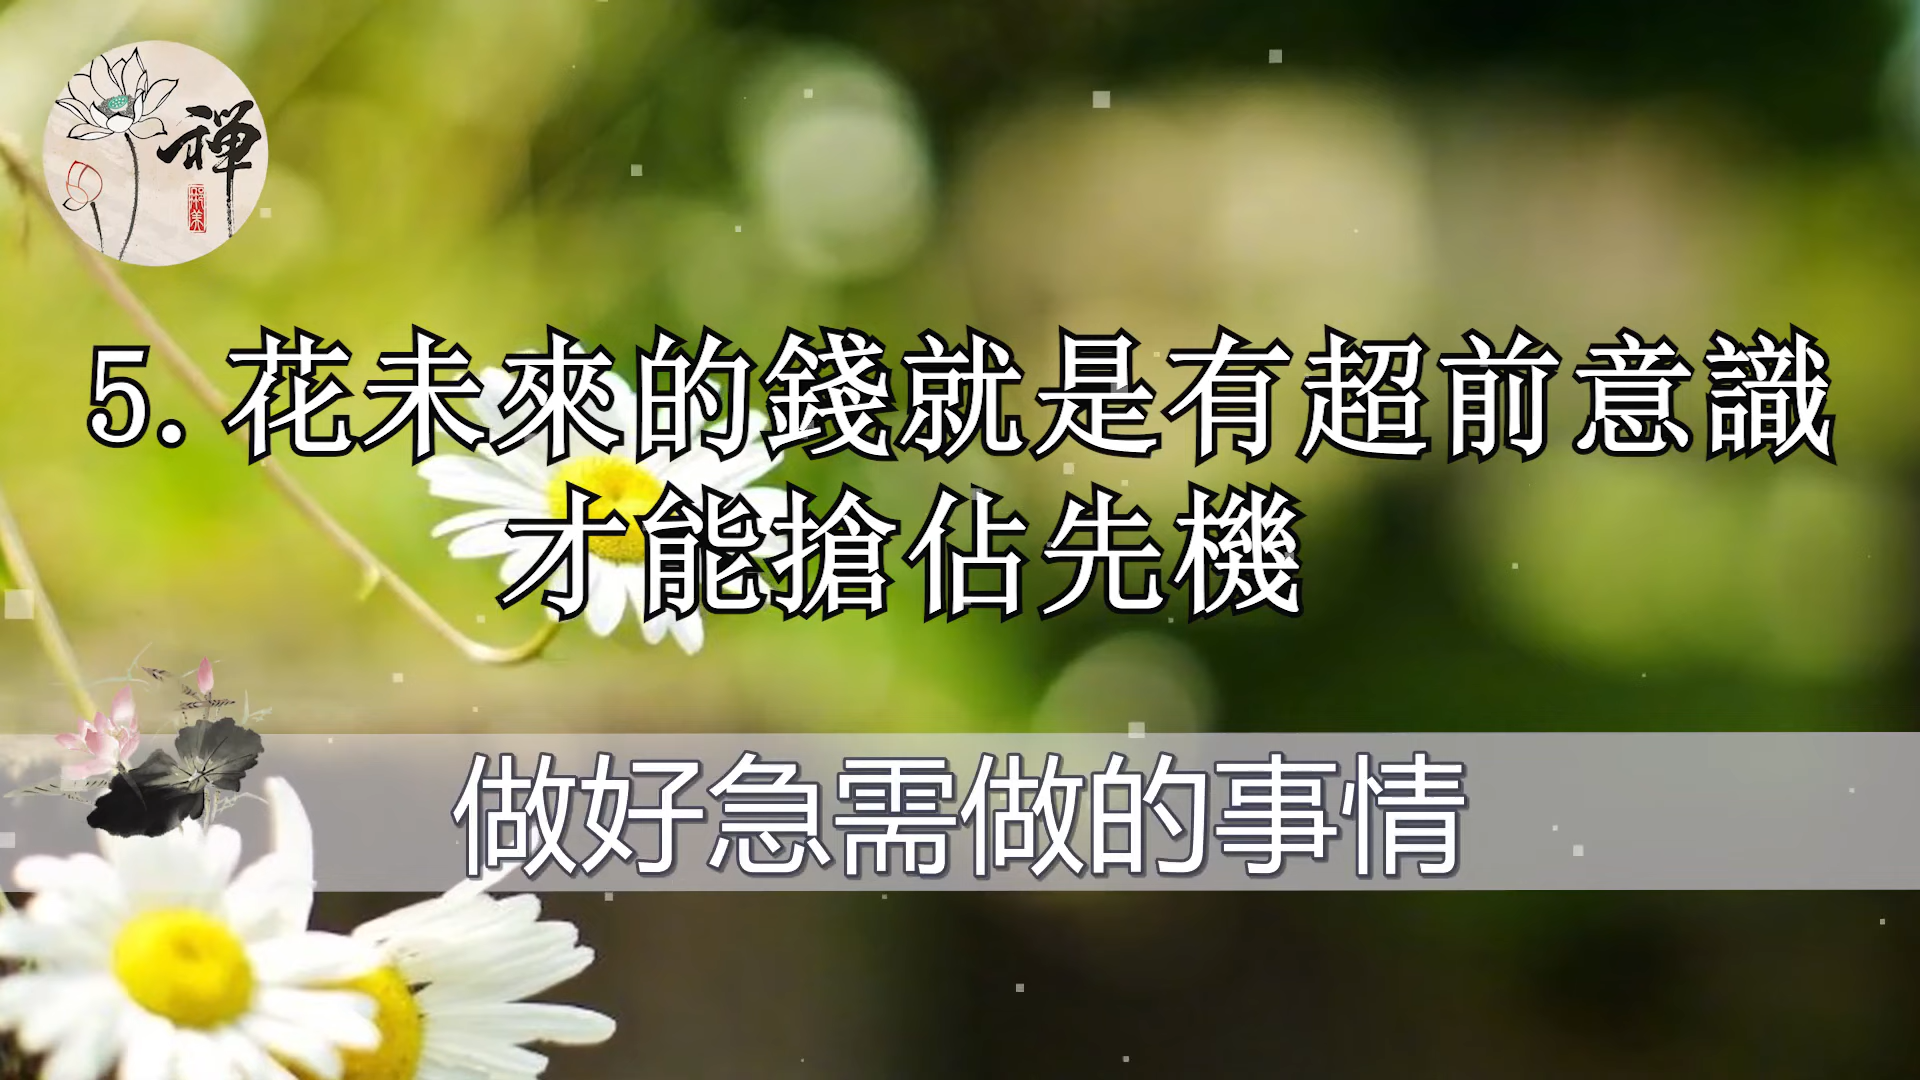 禅
5.花未來的錢就是有超前意識
才能搶佔先機
做好急需做的事情